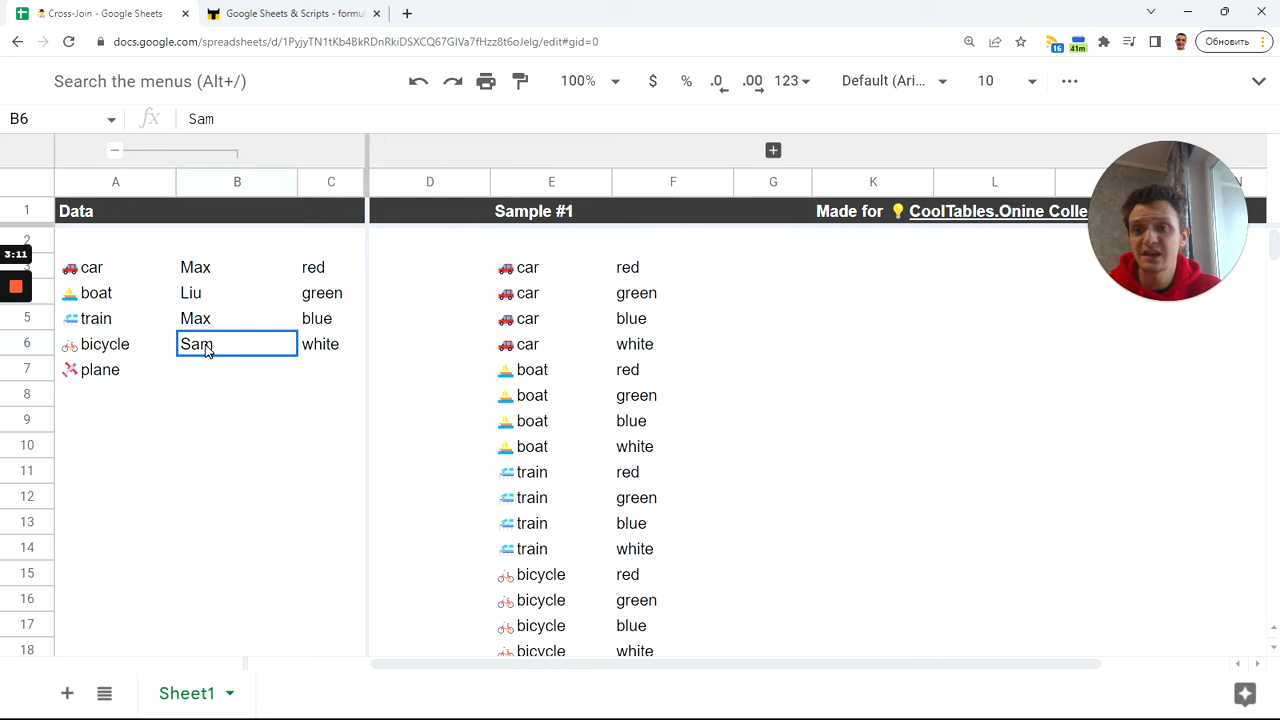 Cross-Join - Google Sheets
Google Sheets & Scripts - formul
docs.google.com/spreadsheets/d/1PyjyTN1tKb4BkRDnRkiDSXCQ67GIVa7fHzz8t6oJelg/edit#gid=0
16
41m
Обновить
Search the menus (Alt+/)
100%
$
%
.0
.00
123
Default (Ari...
10
B6
fx
Sam
A B C D E F G K L N
1 Data Sample #1 Made for 💡 CoolTables.Onine Colle
2
3:11
🚗 car Max red 🚗 car red
⛵ boat Liu green 🚗 car green
5 🚈 train Max blue 🚗 car blue
6 🚲 bicycle Sam white 🚗 car white
7 plane ⛵ boat red
8 ⛵ boat green
9 ⛵ boat blue
10 ⛵ boat white
11 🚈 train red
12 🚈 train green
13 🚈 train blue
14 🚈 train white
15 🚲 bicycle red
16 🚲 bicycle green
17 🚲 bicycle blue
18 🚲 bicycle white
Sheet1